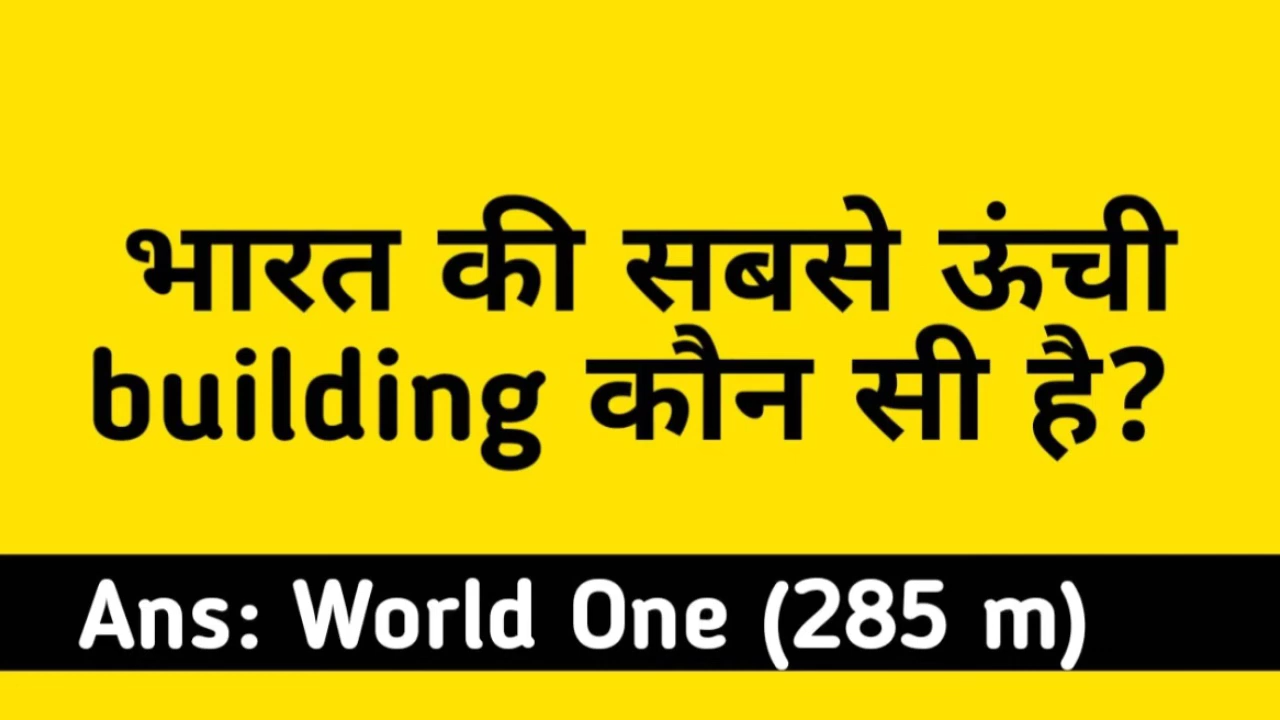 भारत की सबसे ऊंची
building कौन सी है?
Ans: World One (285 m)